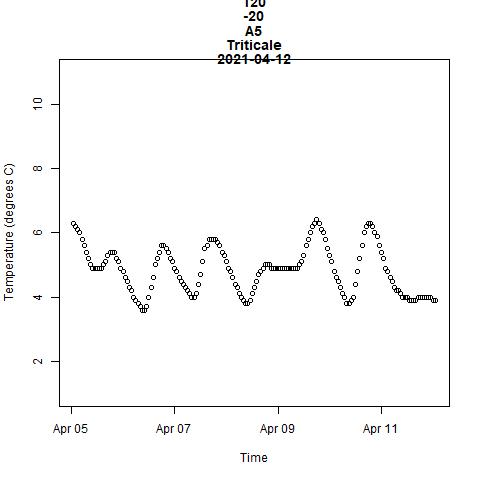 120
-20
A5
Triticale
2021-04-12
Temperature (degrees C)
10
8
6
4
2
Apr 05
Apr 07
Apr 09
Apr 11
Time